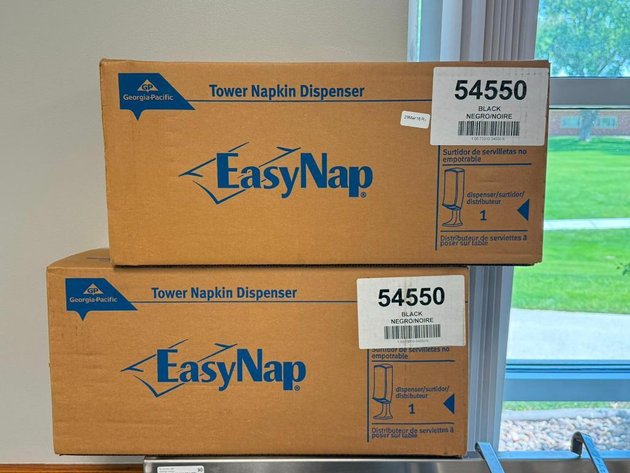 GP
Georgia-Pacific
Tower Napkin Dispenser
54550
BLACK
NEGRO/NOIRE
EasyNap®
Surtidor de servilletas no
empotrable
dispenser/surtidor/
distributeur
1
Distributeur de serviettes à
poser sur table
GP
Georgia-Pacific
Tower Napkin Dispenser
54550
BLACK
NEGRO/NOIRE
EasyNap®
Surtidor de servilletas no
empotrable
dispenser/surtidor/
distributeur
1
Distributeur de serviettes à
poser sur table